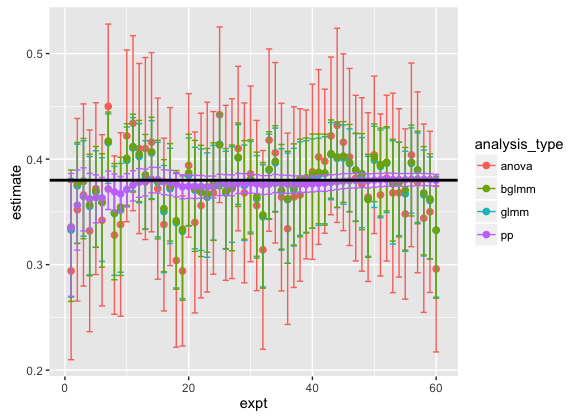 0.5
0.4
0.3
0.2
estimate
0
20
40
60
expt
analysis_type
anova
bglmm
glmm
pp